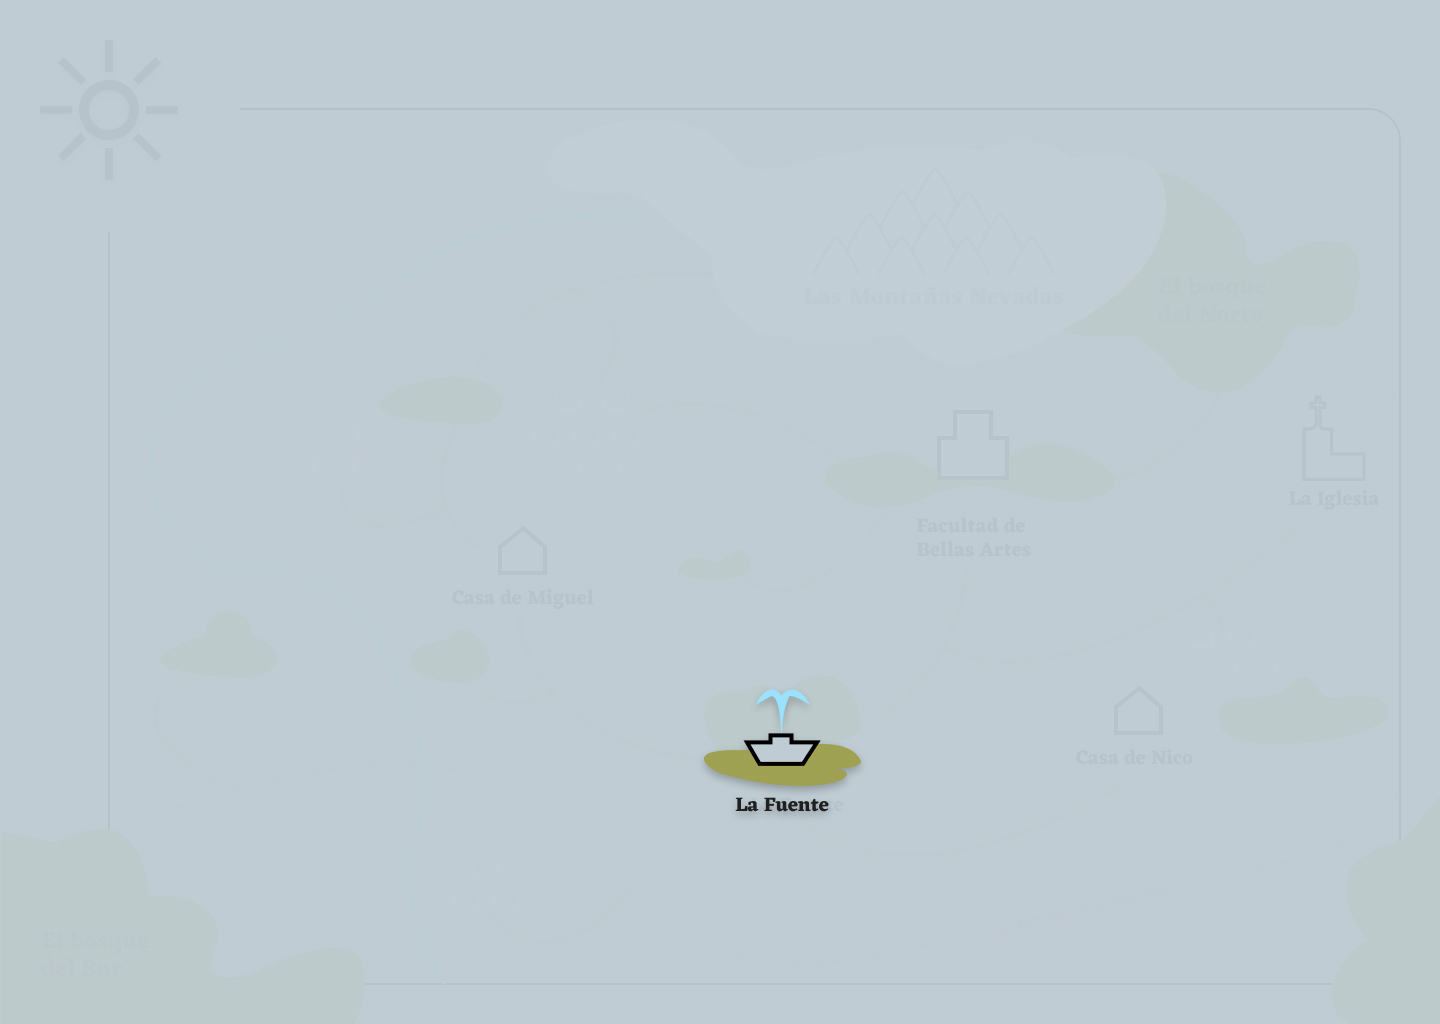 Las Montañas Nevadas
El bosque
del Norte
La Iglesia
Facultad de
Bellas Artes
Casa de Miguel
Casa de Nico
La Fuente
El bosque
del Sur